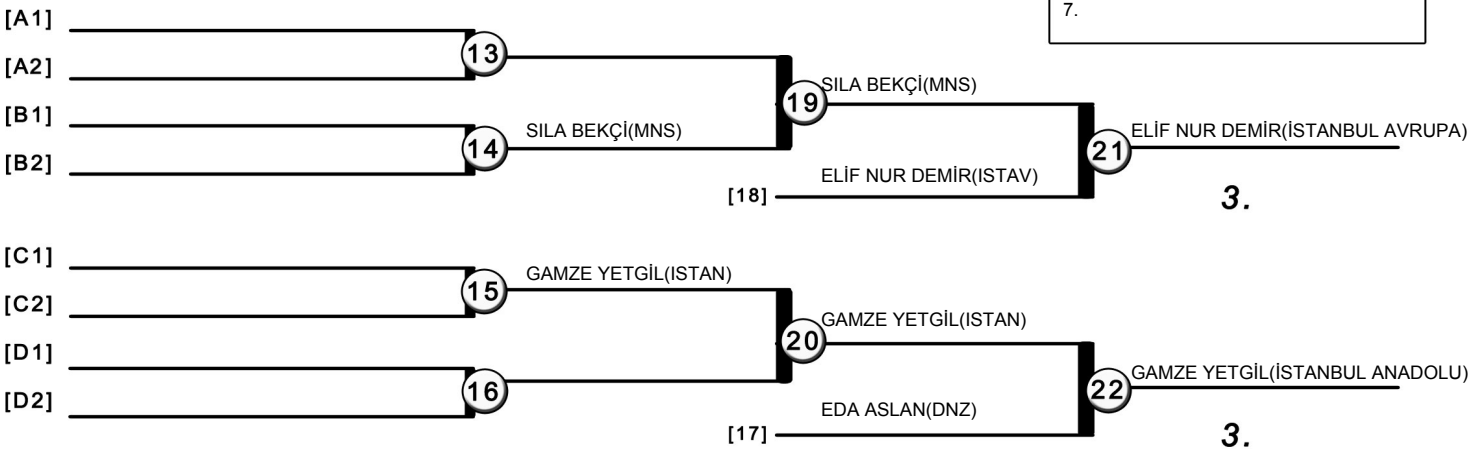 7.
[A1]
13
[A2]
SILA BEKÇİ(MNS)
19
[B1]
SILA BEKÇİ(MNS)
14
ELİF NUR DEMİR(İSTANBUL AVRUPA)
21
[B2]
ELİF NUR DEMİR(ISTAV)
[18]
3.
[C1]
GAMZE YETGİL(ISTAN)
15
[C2]
GAMZE YETGİL(ISTAN)
20
[D1]
GAMZE YETGİL(İSTANBUL ANADOLU)
16
22
[D2]
EDA ASLAN(DNZ)
[17]
3.